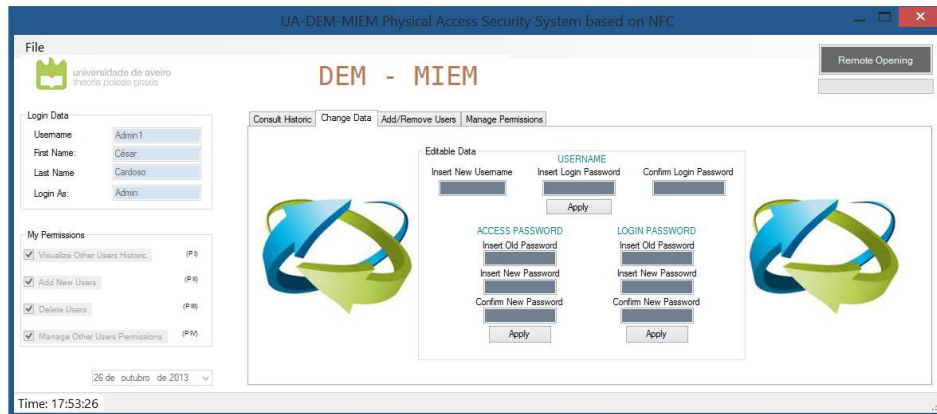 UA-DEM-MIEM Physical Access Security System based on NFC
File
universidade de aveiro
theoria poiesis praxis
DEM - MIEM
Remote Opening
Login Data
Username Admin1
First Name: César
Last Name Cardoso
Login As: Admin
My Permissions
Visualize Other Users Historic (P I)
Add New Users (P II)
Delete Users (P III)
Manage Other Users Permissions (P IV)
26 de outubro de 2013
Consult Historic Change Data Add/Remove Users Manage Permissions
Editable Data
USERNAME
Insert New Username Insert Login Password Confirm Login Password
Apply
ACCESS PASSWORD LOGIN PASSWORD
Insert Old Password Insert Old Password
Insert New Password Insert New Passowrd
Confirm New Password Confirm New Password
Apply Apply
Time: 17:53:26